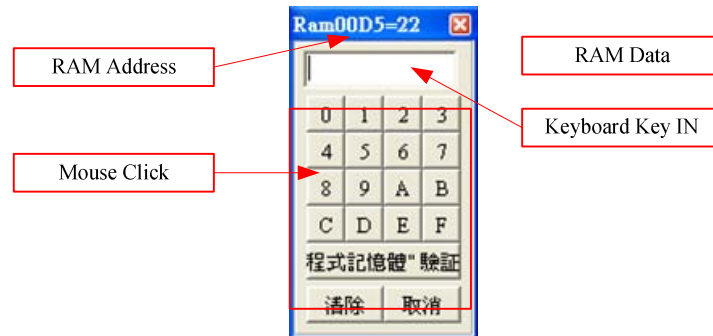 Ram00D5=22
RAM Address
RAM Data
0 1 2 3
Keyboard Key IN
4 5 6 7
Mouse Click
8 9 A B
C D E F
程式記憶體" 驗証
清除 取消